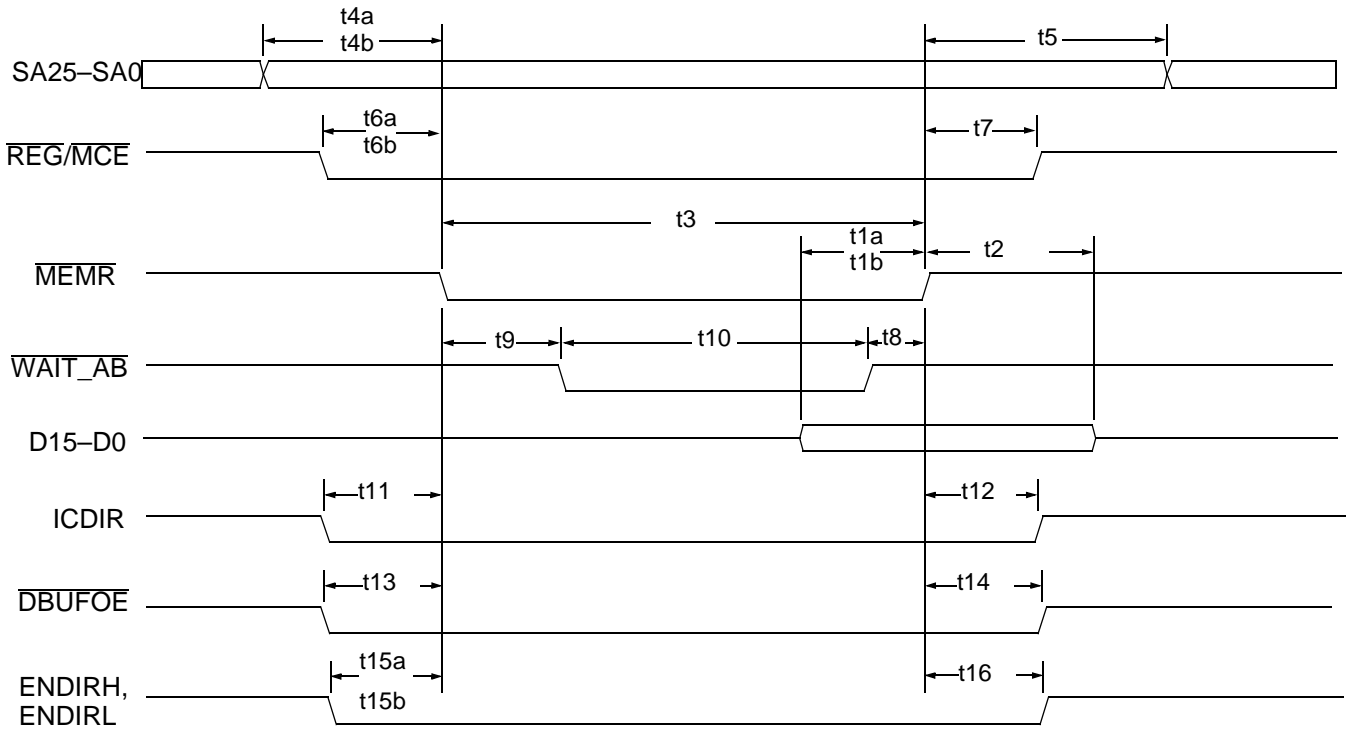 t4a
t4b
t5
SA25–SA0
t6a
t6b
t7
REG/MCE
t3
t1a
t1b
t2
MEMR
t9
t10
t8
WAIT_AB
D15–D0
t11
t12
ICDIR
t13
t14
DBUFOE
t15a
t15b
t16
ENDIRH,
ENDIRL